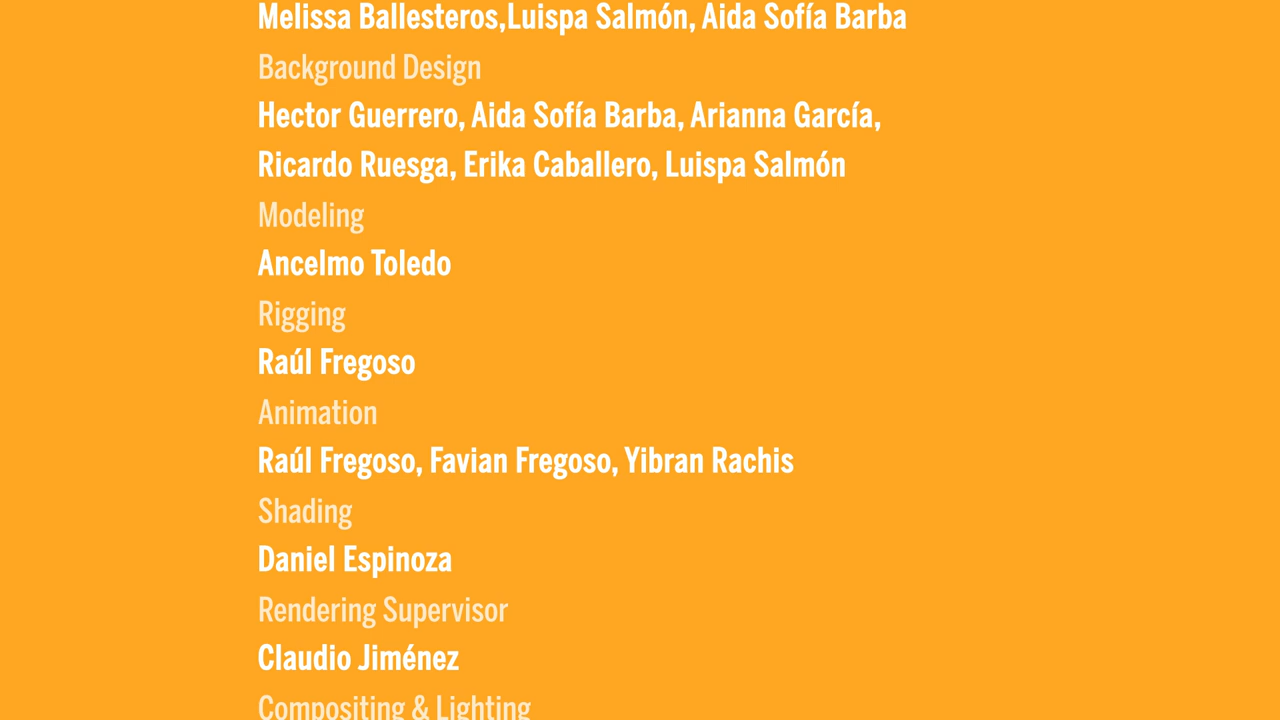 Melissa Ballesteros,Luispa Salmón, Aida Sofía Barba
Background Design
Hector Guerrero, Aida Sofía Barba, Arianna García,
Ricardo Ruesga, Erika Caballero, Luispa Salmón
Modeling
Ancelmo Toledo
Rigging
Raúl Fregoso
Animation
Raúl Fregoso, Favian Fregoso, Yibran Rachis
Shading
Daniel Espinoza
Rendering Supervisor
Claudio Jiménez
Compositing & Lighting